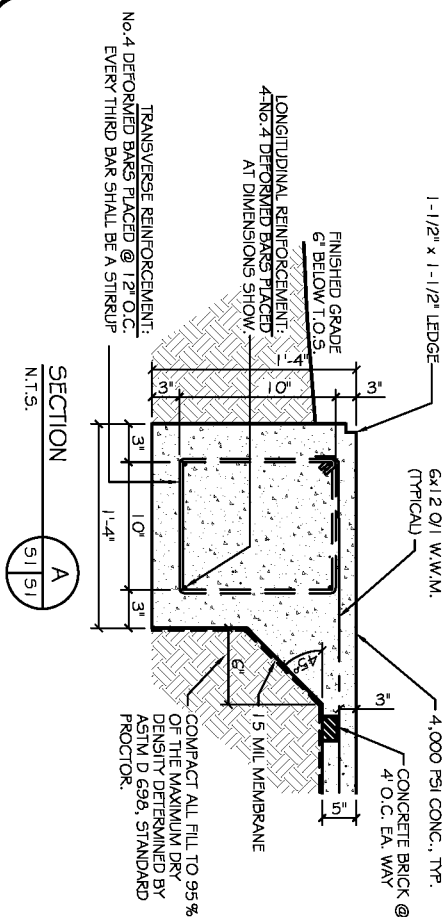 1-1/2" x 1-1/2" LEDGE
6x12 0/1 W.W.M.
(TYPICAL)
4,000 PSI CONC., TYP.
CONCRETE BRICK @
4' O.C. EA. WAY
FINISHED GRADE
6" BELOW T.O.S.
LONGITUDINAL REINFORCEMENT:
4-No.4 DEFORMED BARS PLACED
AT DIMENSIONS SHOW.
TRANSVERSE REINFORCEMENT:
No.4 DEFORMED BARS PLACED @ 12" O.C.
EVERY THIRD BAR SHALL BE A STIRRUP
1'-4"
3"
10"
3"
3"
10"
3"
1'-4"
6"
45°
3"
5"
15 MIL MEMBRANE
COMPACT ALL FILL TO 95%
OF THE MAXIMUM DRY
DENSITY DETERMINED BY
ASTM D 698, STANDARD
PROCTOR.
SECTION
N.T.S.
A
S1 S1